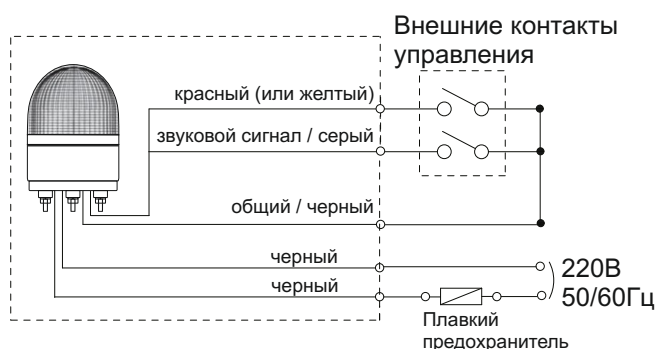 Внешние контакты
управления
красный (или желтый)
звуковой сигнал / серый
общий / черный
черный
220В
черный
50/60Гц
Плавкий
предохранитель